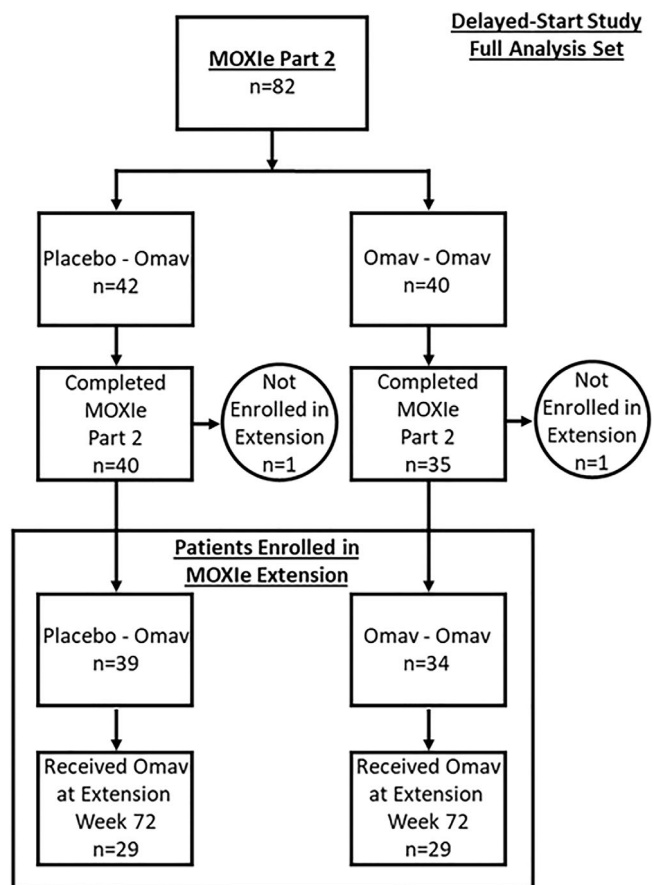 Delayed-Start Study
Full Analysis Set
MOXIe Part 2
n=82
Placebo - Omav
n=42
Omav - Omav
n=40
Completed
MOXIe
Part 2
n=40
Not
Enrolled in
Extension
n=1
Completed
MOXIe
Part 2
n=35
Not
Enrolled in
Extension
n=1
Patients Enrolled in
MOXIe Extension
Placebo - Omav
n=39
Omav - Omav
n=34
Received Omav
at Extension
Week 72
n=29
Received Omav
at Extension
Week 72
n=29